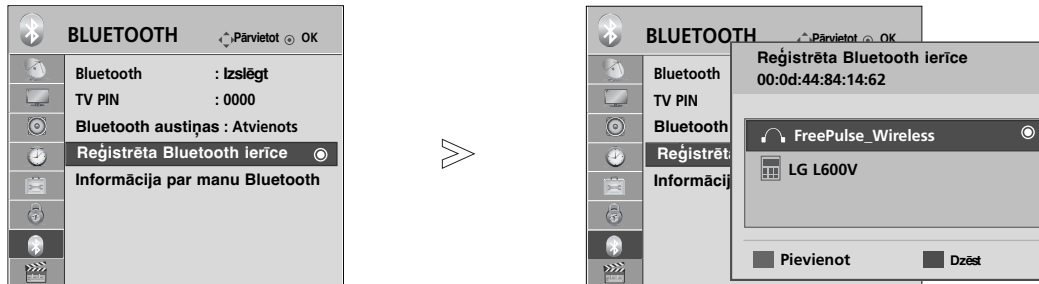 BLUETOOTH Pārvietot OK
Bluetooth : Izslēgt
TV PIN : 0000
Bluetooth austiņas : Atvienots
Reģistrēta Bluetooth ierīce
Informācija par manu Bluetooth
BLUETOOTH Pārvietot OK
Bluetooth
TV PIN
Bluetooth
Reģistrēt
Informācij
Reģistrēta Bluetooth ierīce
00:0d:44:84:14:62
FreePulse_Wireless
LG L600V
Pievienot Dzēst